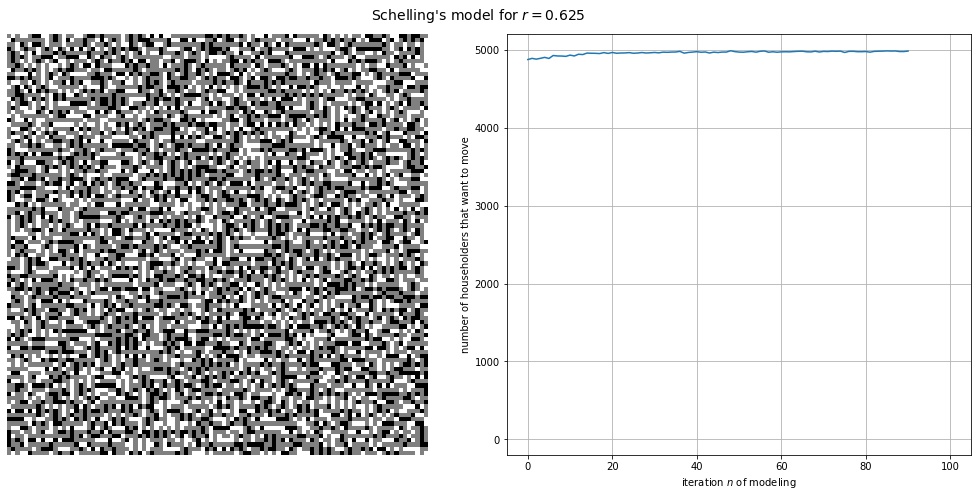 Schelling's model for r = 0.625
number of householders that want to move
5000
4000
3000
2000
1000
0
0 20 40 60 80 100
iteration n of modeling